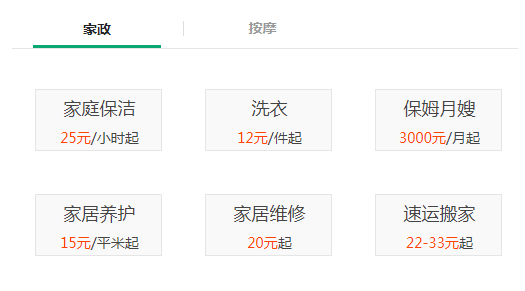 家政
按摩
家庭保洁
洗衣
保姆月嫂
25元/小时起
12元/件起
3000元/月起
家居养护
家居维修
速运搬家
15元/平米起
20元起
22-33元起